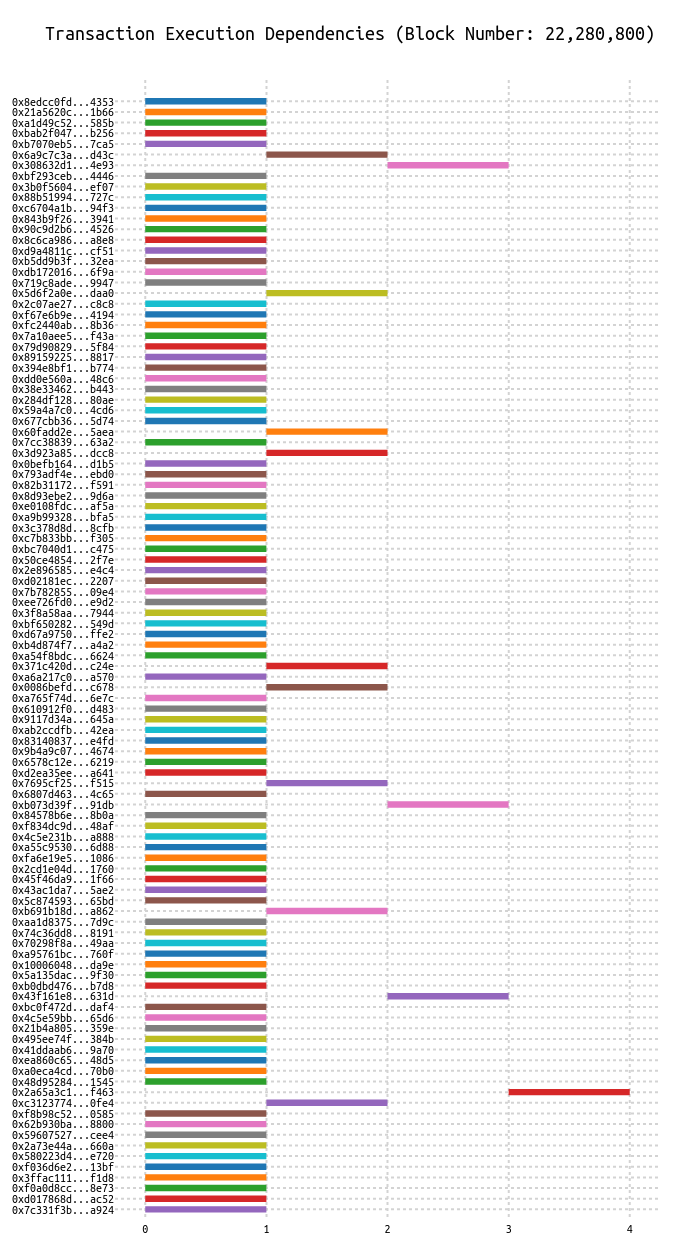 Transaction Execution Dependencies (Block Number: 22,280,800)
0x8edcc0fd...4353
0x21a5620c...1b66
0xa1d49c52...585b
0xbab2f047...b256
0xb7070eb5...7ca5
0x6a9c7c3a...d43c
0x308632d1...4e93
0xbf293ceb...4446
0x3b0f5604...ef07
0x88b51994...727c
0xc6704a1b...94f3
0x843b9f26...3941
0x90c9d2b6...4526
0x8c6ca986...a8e8
0xd9a4811c...cf51
0xb5dd9b3f...32ea
0xdb172016...6f9a
0x719c8ade...9947
0x5d6f2a0e...daa0
0x2c07ae27...c8c8
0xf67e6b9e...4194
0xfc2440ab...8b36
0x7a10aee5...f43a
0x79d90829...5f84
0x89159225...8817
0x394e8bf1...b774
0xdd0e560a...48c6
0x38e33462...b443
0x284df128...80ae
0x59a4a7c0...4cd6
0x677cbb36...5d74
0x60fadd2e...5aea
0x7cc38839...63a2
0x3d923a85...dcc8
0x0befb164...d1b5
0x793adf4e...ebd0
0x82b31172...f591
0x8d93ebe2...9d6a
0xe0108fdc...af5a
0xa9b99328...bfa5
0x3c378d8d...8cfb
0xc7b833bb...f305
0xbc7040d1...c475
0x50ce4854...2f7e
0x2e896585...e4c4
0xd02181ec...2207
0x7b782855...09e4
0xee726fd0...e9d2
0x3f8a58aa...7944
0xbf650282...549d
0xd67a9750...ffe2
0xb4d874f7...a4a2
0xa54f8bdc...6624
0x371c420d...c24e
0xa6a217c0...a570
0x0086befd...c678
0xa765f74d...6e7c
0x610912f0...d483
0x9117d34a...645a
0xab2ccdfb...42ea
0x83140837...e4fd
0x9b4a9c07...4674
0x6578c12e...6219
0xd2ea35ee...a641
0x7695cf25...f515
0x6807d463...4c65
0xb073d39f...91db
0x84578b6e...8b0a
0xf834dc9d...48af
0x4c5e231b...a888
0xa55c9530...6d88
0xfa6e19e5...1086
0x2cd1e04d...1760
0x45f46da9...1f66
0x43ac1da7...5ae2
0x5c874593...65bd
0xb691b18d...a862
0xaa1d8375...7d9c
0x74c36dd8...8191
0x70298f8a...49aa
0xa95761bc...760f
0x10006048...da9e
0x5a135dac...9f30
0xb0dbd476...b7d8
0x43f161e8...631d
0xbc0f472d...daf4
0x4c5e59bb...65d6
0x21b4a805...359e
0x495ee74f...384b
0x41ddaab6...9a70
0xea860c65...48d5
0xa0eca4cd...70b0
0x48d95284...1545
0x2a65a3c1...f463
0xc3123774...0fe4
0xf8b98c52...0585
0x62b930ba...8800
0x59607527...cee4
0x2a73e44a...660a
0x580223d4...e720
0xf036d6e2...13bf
0x3ffac111...f1d8
0xf0a0d8cc...8e73
0xd017868d...ac52
0x7c331f3b...a924
0 1 2 3 4